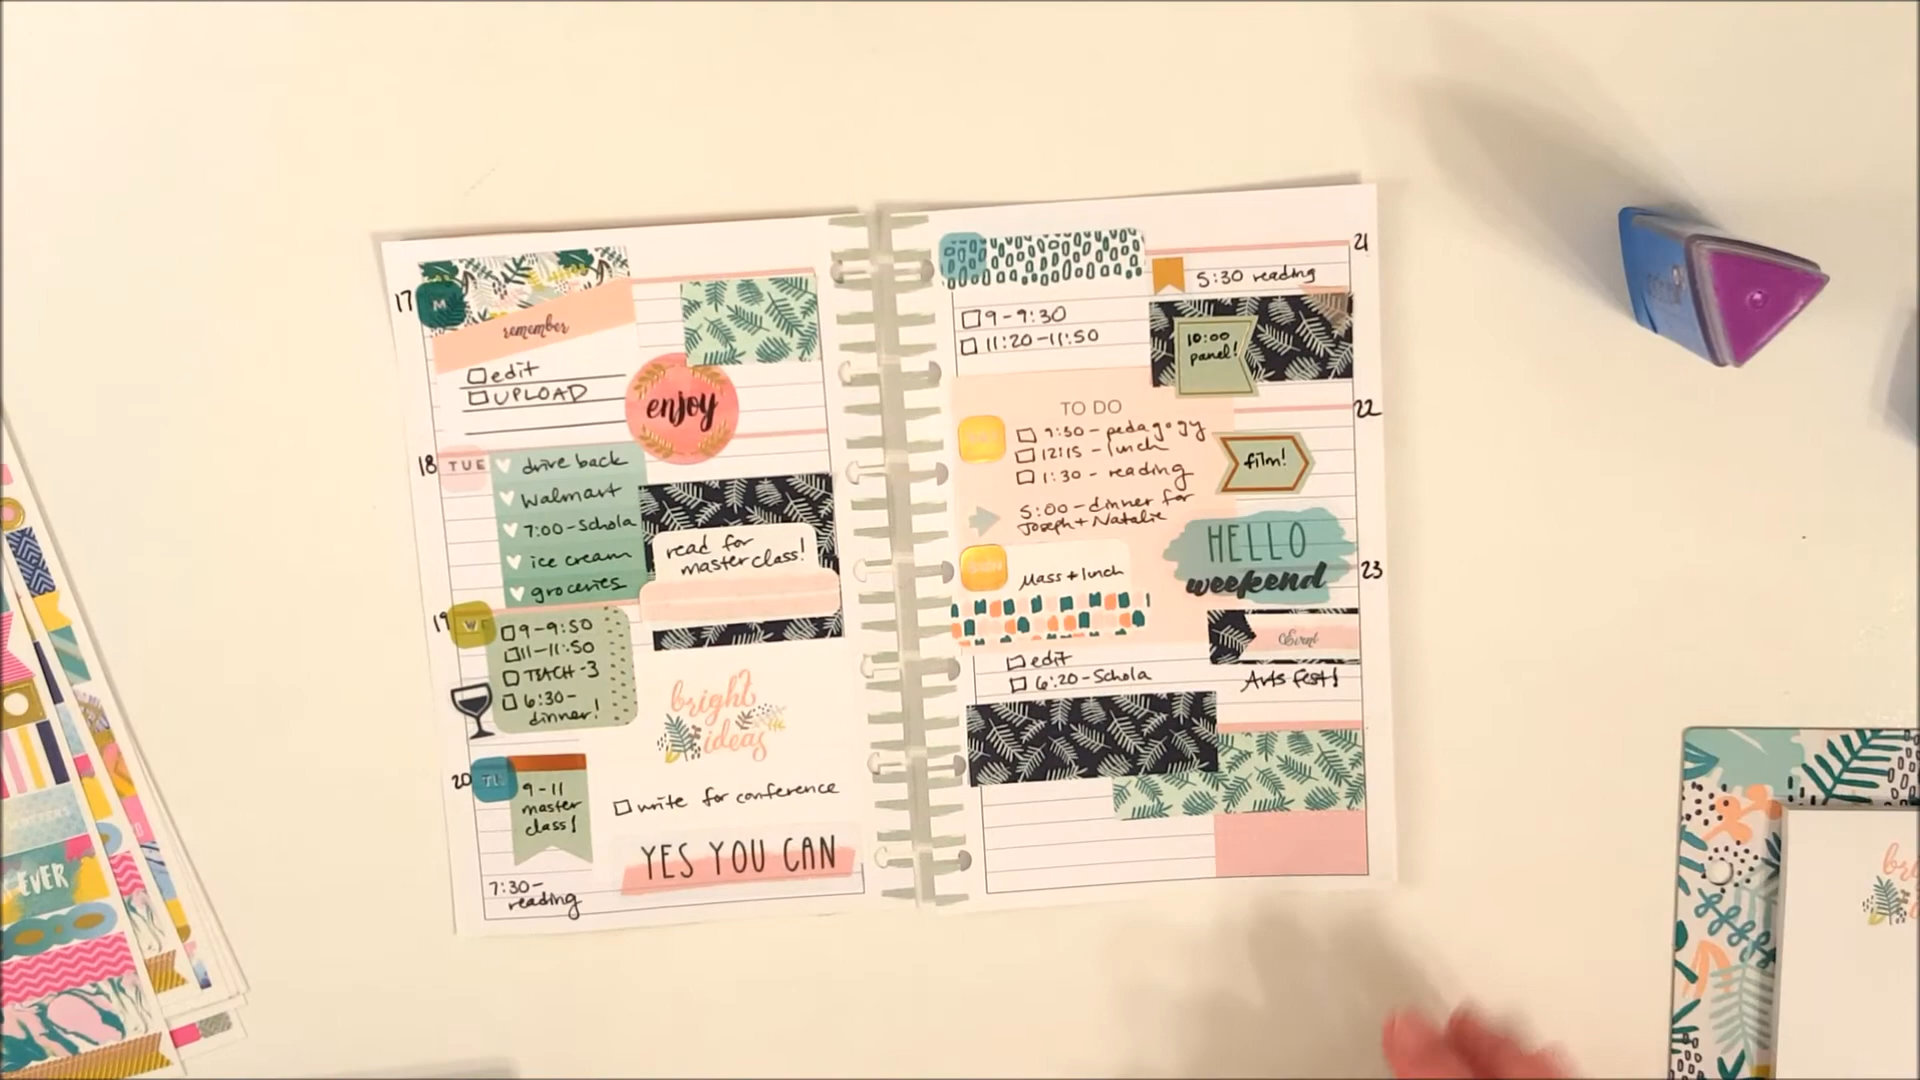 17
M
remember
edit
UPLOAD
enjoy
18
TUE
drive back
Walmart
7:00-Schola
ice cream
groceries
read for
master class!
19
W
9-9:50
11-11:50
TEACH-3
6:30-
dinner!
bright
ideas
20
9-11
master
class!
write for conference
YES YOU CAN
7:30-
reading
21
5:30 reading
9-9:30
11:20-11:50
10:00
panel!
22
TO DO
9:30-pedagogy
12:15 - lunch
1:30 - reading
5:00-dinner for
Joseph + Natalie
film!
HELLO
weekend
23
Mass + lunch
edit
6:20-Schola
Event
Arts Fest!
EVER